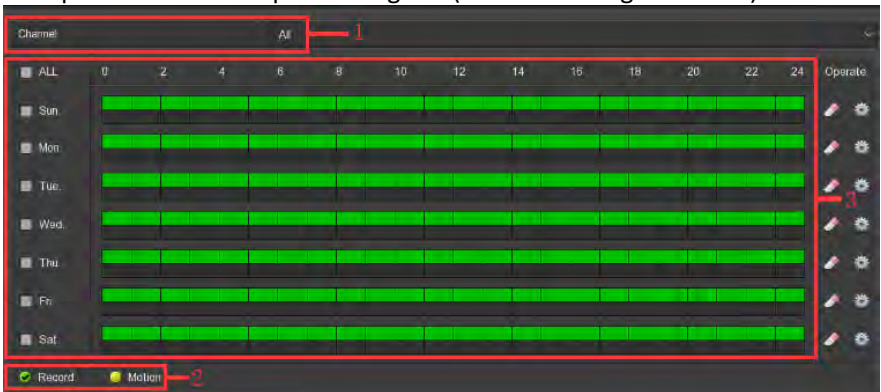 Channel All 1
ALL 0 2 4 6 8 10 12 14 16 18 20 22 24 Operate
Sun.
Mon.
Tue.
3
Wed.
Thu.
Fri.
Sat.
Record Motion 2